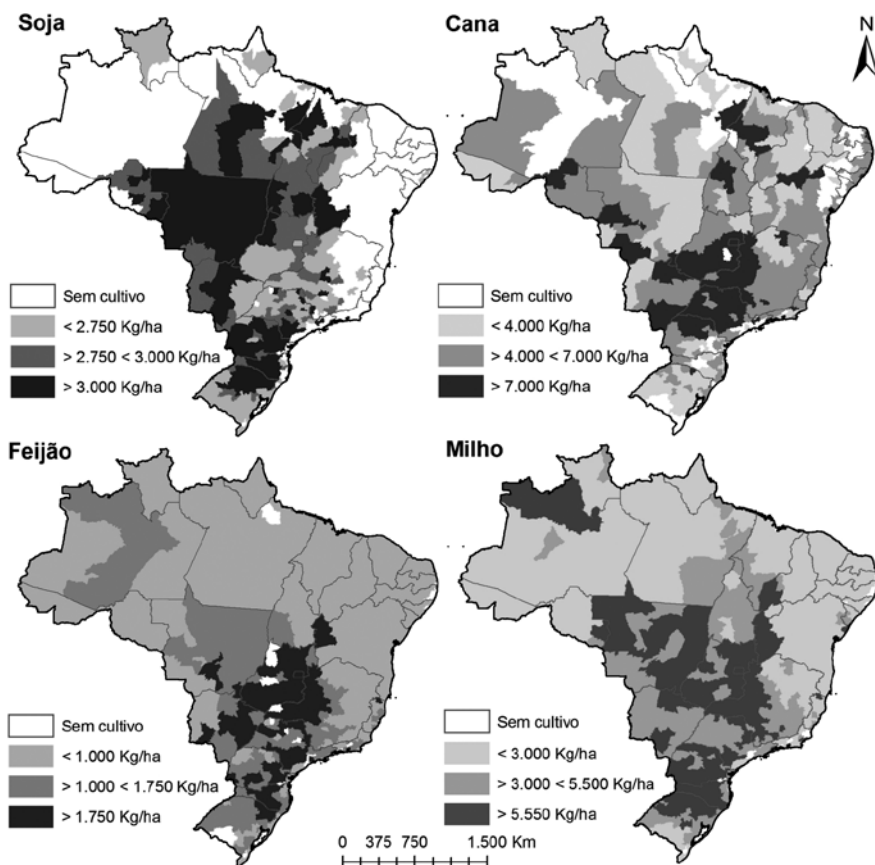 Soja
Sem cultivo
< 2.750 Kg/ha
> 2.750 < 3.000 Kg/ha
> 3.000 Kg/ha
Cana
N
Sem cultivo
< 4.000 Kg/ha
> 4.000 < 7.000 Kg/ha
> 7.000 Kg/ha
Feijão
Sem cultivo
< 1.000 Kg/ha
> 1.000 < 1.750 Kg/ha
> 1.750 Kg/ha
Milho
Sem cultivo
< 3.000 Kg/ha
> 3.000 < 5.500 Kg/ha
> 5.550 Kg/ha
0 375 750 1.500 Km